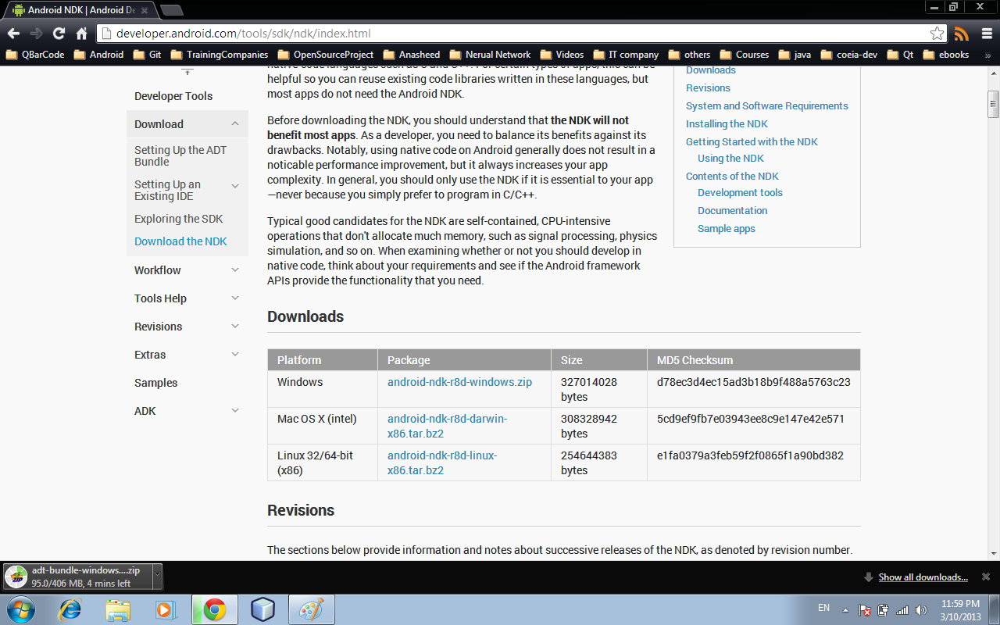 Android NDK | Android De
developer.android.com/tools/sdk/ndk/index.html
QBarCode Android Git TrainingCompanies OpenSourceProject Anasheed Nerual Network Videos IT company others Courses java coeia-dev Qt ebooks »
Developer Tools
Download
Setting Up the ADT
Bundle
Setting Up an
Existing IDE
Exploring the SDK
Download the NDK
Workflow
Tools Help
Revisions
Extras
Samples
ADK
native code languages such as C and C++. For certain types of apps, this can be
helpful so you can reuse existing code libraries written in these languages, but
most apps do not need the Android NDK.
Before downloading the NDK, you should understand that the NDK will not
benefit most apps. As a developer, you need to balance its benefits against its
drawbacks. Notably, using native code on Android generally does not result in a
noticable performance improvement, but it always increases your app
complexity. In general, you should only use the NDK if it is essential to your app
—never because you simply prefer to program in C/C++.
Typical good candidates for the NDK are self-contained, CPU-intensive
operations that don't allocate much memory, such as signal processing, physics
simulation, and so on. When examining whether or not you should develop in
native code, think about your requirements and see if the Android framework
APIs provide the functionality that you need.
Downloads
Revisions
System and Software Requirements
Installing the NDK
Getting Started with the NDK
Using the NDK
Contents of the NDK
Development tools
Documentation
Sample apps
Downloads
Platform Package Size MD5 Checksum
Windows android-ndk-r8d-windows.zip 327014028 d78ec3d4ec15ad3b18b9f488a5763c23
bytes
Mac OS X (intel) android-ndk-r8d-darwin- 308328942 5cd9ef9fb7e03943ee8c9e147e42e571
x86.tar.bz2 bytes
Linux 32/64-bit android-ndk-r8d-linux- 254644383 e1fa0379a3feb59f2f0865f1a90bd382
(x86) x86.tar.bz2 bytes
Revisions
The sections below provide information and notes about successive releases of the NDK, as denoted by revision number.
adt-bundle-windows....zip
95.0/406 MB, 4 mins left
Show all downloads...
EN
11:59 PM
3/10/2013